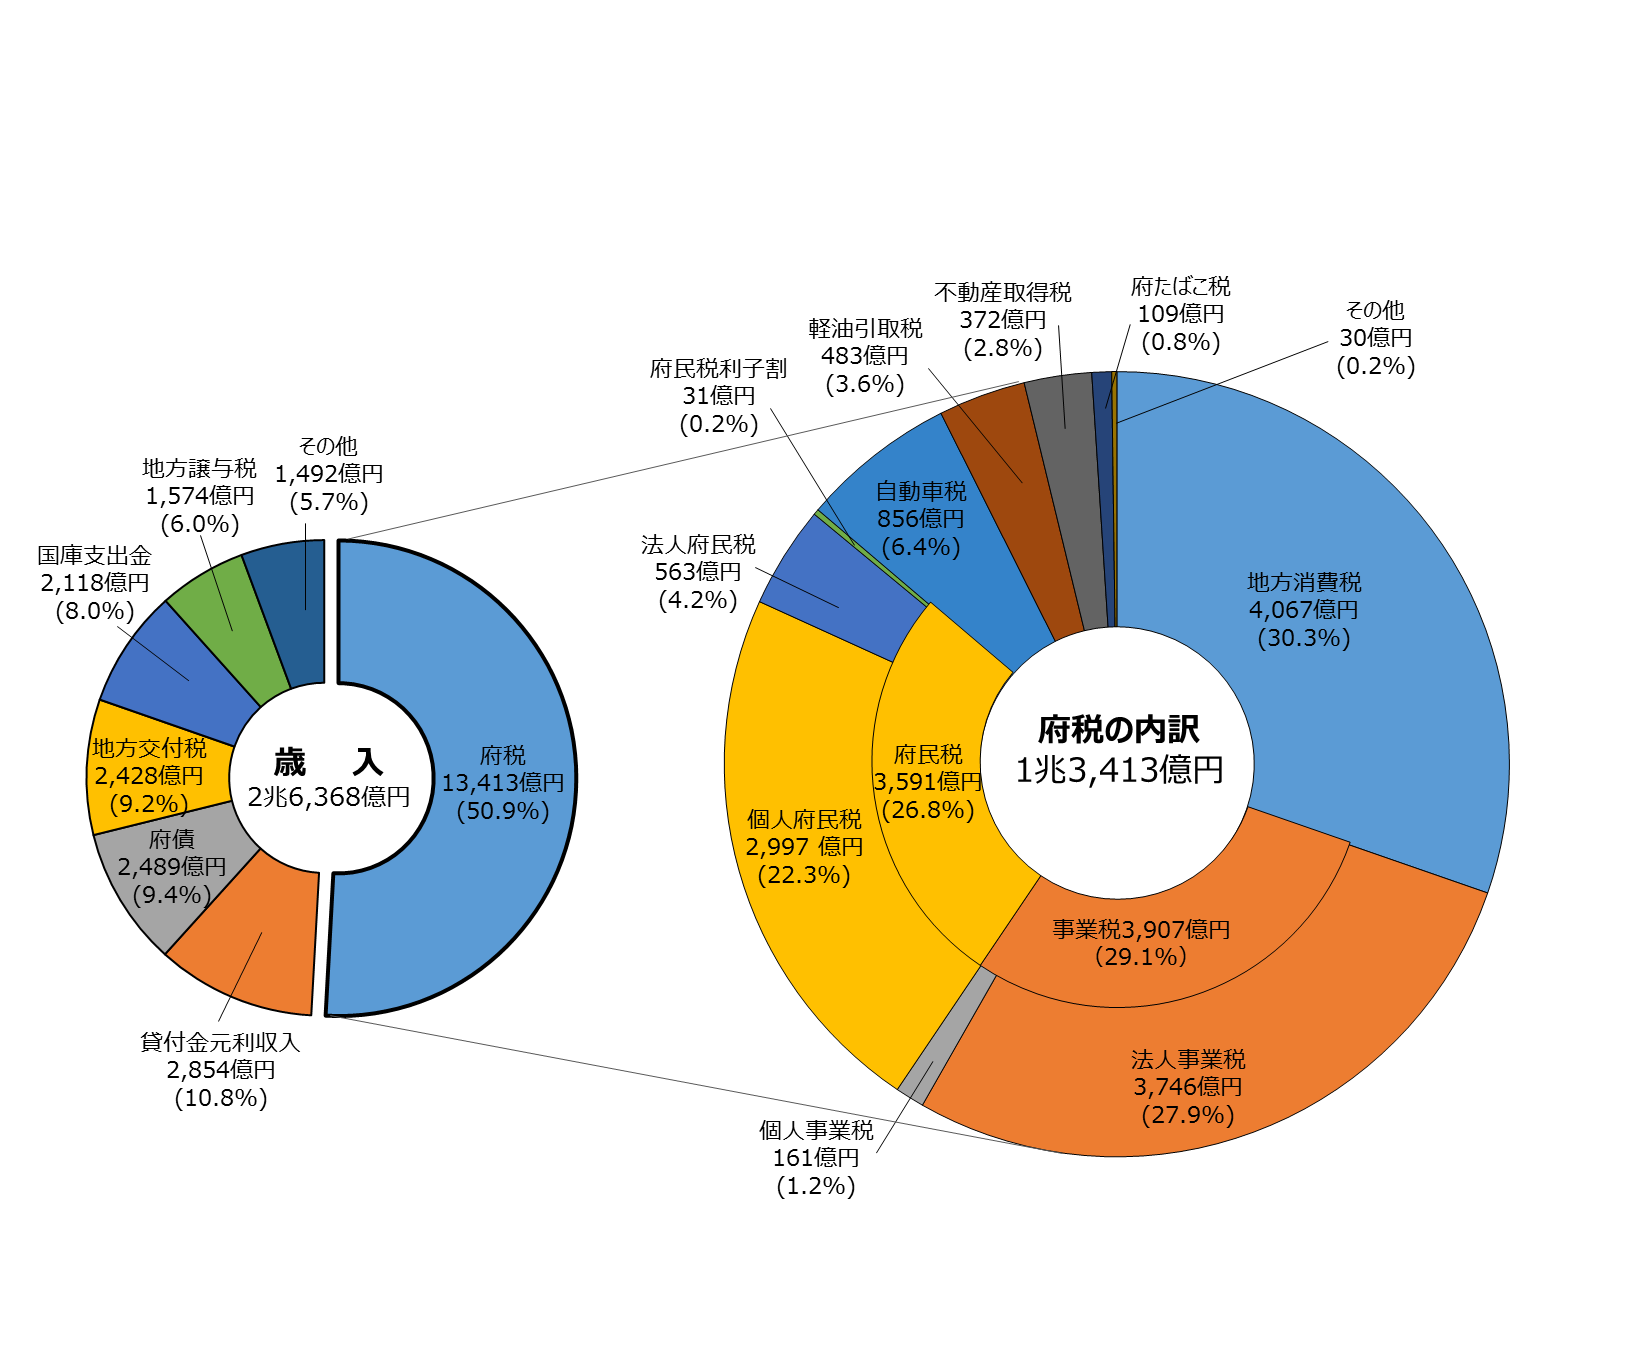 その他
1,492億円
(5.7%)
地方譲与税
1,574億円
(6.0%)
国庫支出金
2,118億円
(8.0%)
地方交付税
2,428億円
(9.2%)
府債
2,489億円
(9.4%)
貸付金元利収入
2,854億円
(10.8%)
歳　入
2兆6,368億円
府税
13,413億円
(50.9%)
府たばこ税
109億円
(0.8%)
その他
30億円
(0.2%)
不動産取得税
372億円
(2.8%)
軽油引取税
483億円
(3.6%)
府民税利子割
31億円
(0.2%)
自動車税
856億円
(6.4%)
法人府民税
563億円
(4.2%)
地方消費税
4,067億円
(30.3%)
府税の内訳
1兆3,413億円
府民税
3,591億円
(26.8%)
個人府民税
2,997 億円
(22.3%)
事業税3,907億円
（29.1%）
法人事業税
3,746億円
(27.9%)
個人事業税
161億円
(1.2%)